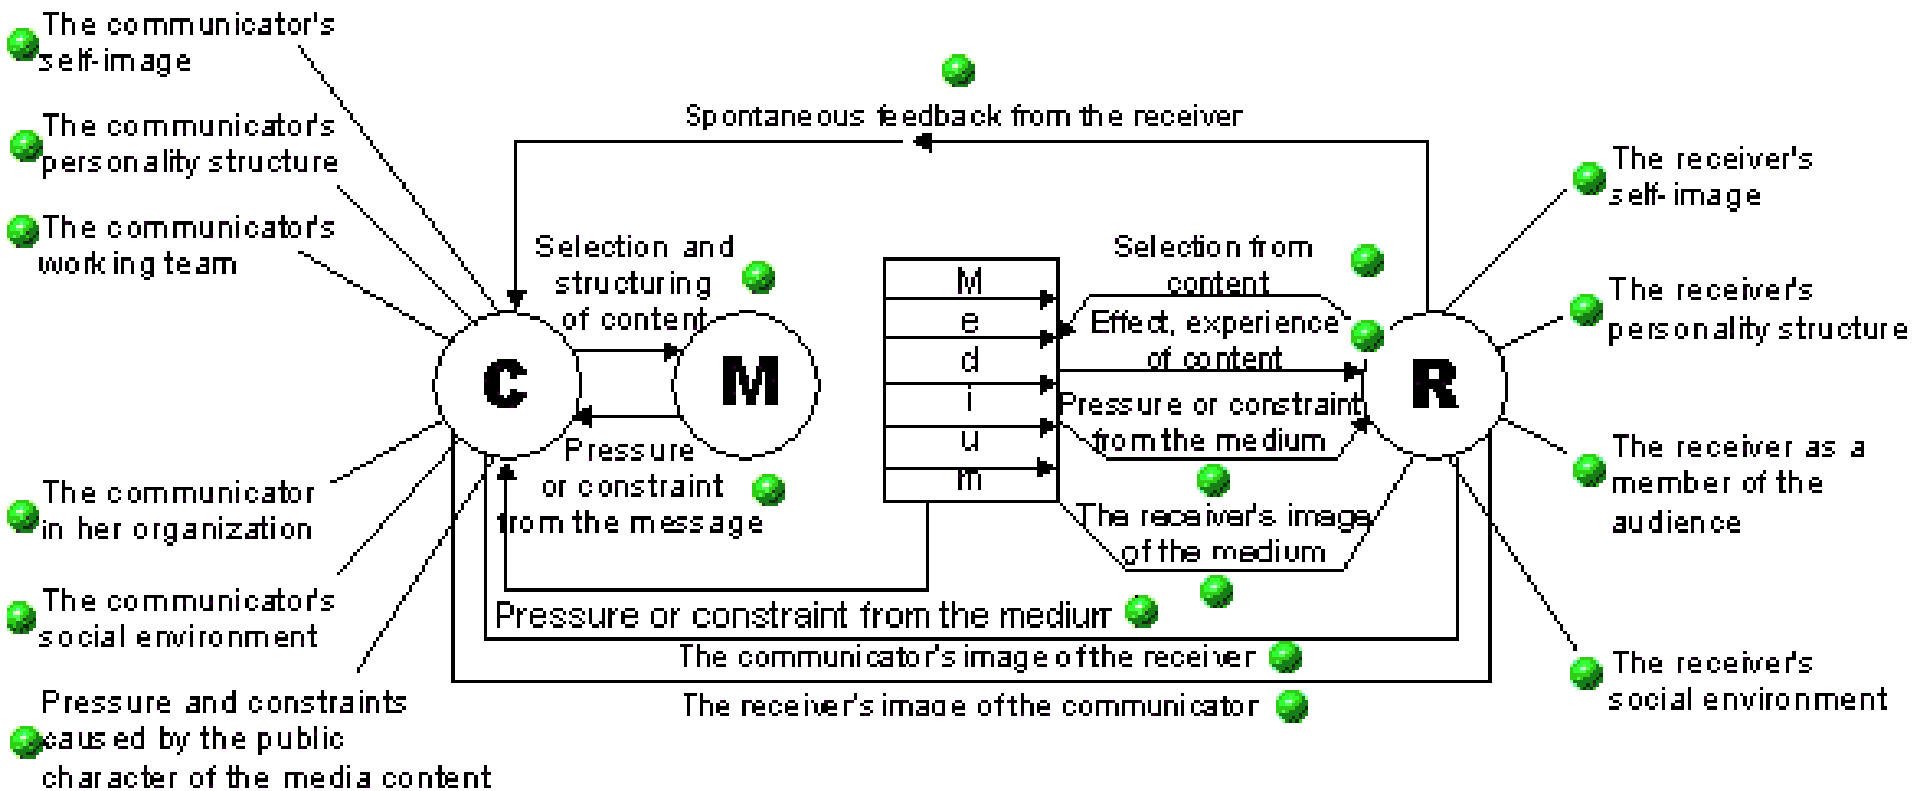 The communicator's
self-image
The communicator's
personality structure
The communicator's
working team
The communicator
in her organization
The communicator's
social environment
Pressure and constraints
caused by the public
character of the media content
Spontaneous feedback from the receiver
Selection and
structuring
of content
C
M
Pressure
or constraint
from the message
M
e
d
i
u
m
Selection from
content
Effect, experience
of content
Pressure or constraint
from the medium
The receiver's image
of the medium
R
Pressure or constraint from the medium
The communicator's image of the receiver
The receiver's image of the communicator
The receiver's
self-image
The receiver's
personality structure
The receiver as a
member of the
audience
The receiver's
social environment